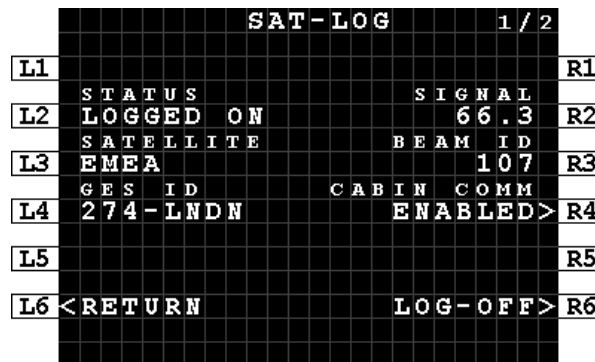 SAT-LOG 1/2
L1 R1
STATUS SIGNAL
L2 LOGGED ON 66.3 R2
SATELLITE BEAM ID
L3 EMEA 107 R3
GES ID CABIN COMM
L4 274-LNDN ENABLED> R4
L5 R5
L6 <RETURN LOG-OFF> R6